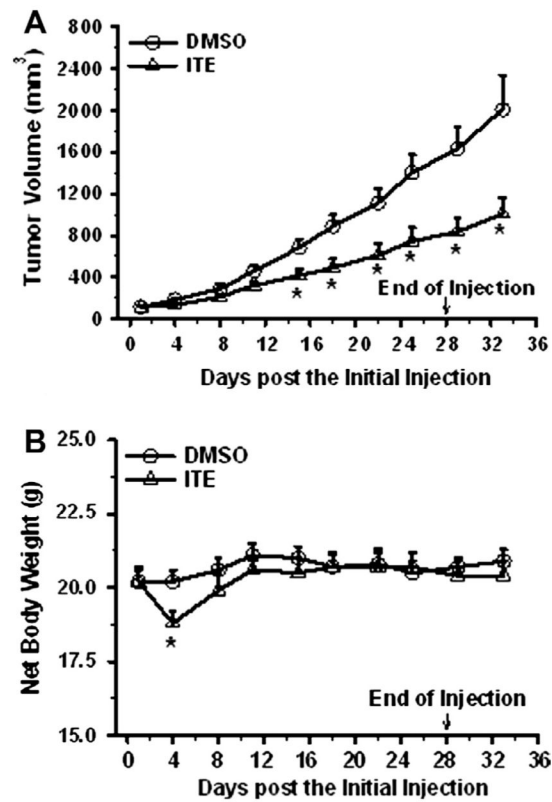 A
800
2400
2000
1600
1200
800
400
0
Tumor Volume (mm³)
DMSO
ITE
* * * * * *
End of Injection
0 4 8 12 16 20 24 28 32 36
Days post the Initial Injection
B
25.0
22.5
20.0
17.5
15.0
Net Body Weight (g)
DMSO
ITE
*
End of Injection
0 4 8 12 16 20 24 28 32 36
Days post the Initial Injection